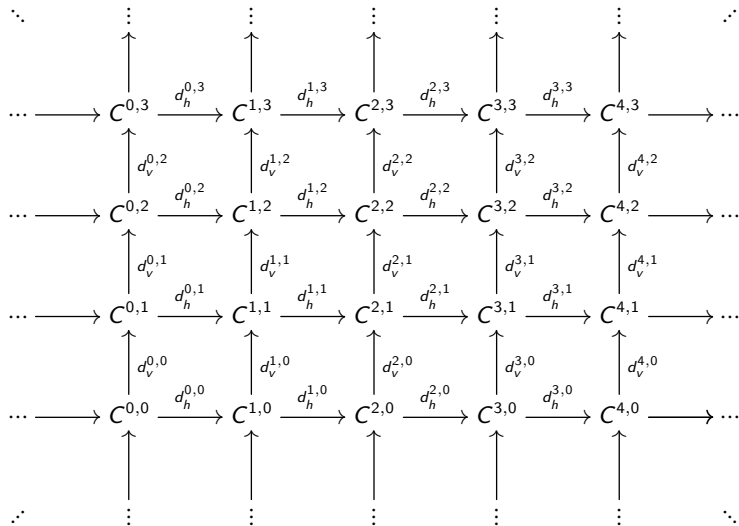 ⋱ ⋮ ⋮ ⋮ ⋮ ⋮ ⋰
d_h^{0,3} d_h^{1,3} d_h^{2,3} d_h^{3,3}
⋯ C^{0,3} C^{1,3} C^{2,3} C^{3,3} C^{4,3} ⋯
d_v^{0,2} d_v^{1,2} d_v^{2,2} d_v^{3,2} d_v^{4,2}
d_h^{0,2} d_h^{1,2} d_h^{2,2} d_h^{3,2}
⋯ C^{0,2} C^{1,2} C^{2,2} C^{3,2} C^{4,2} ⋯
d_v^{0,1} d_v^{1,1} d_v^{2,1} d_v^{3,1} d_v^{4,1}
d_h^{0,1} d_h^{1,1} d_h^{2,1} d_h^{3,1}
⋯ C^{0,1} C^{1,1} C^{2,1} C^{3,1} C^{4,1} ⋯
d_v^{0,0} d_v^{1,0} d_v^{2,0} d_v^{3,0} d_v^{4,0}
d_h^{0,0} d_h^{1,0} d_h^{2,0} d_h^{3,0}
⋯ C^{0,0} C^{1,0} C^{2,0} C^{3,0} C^{4,0} ⋯
⋰ ⋮ ⋮ ⋮ ⋮ ⋮ ⋱